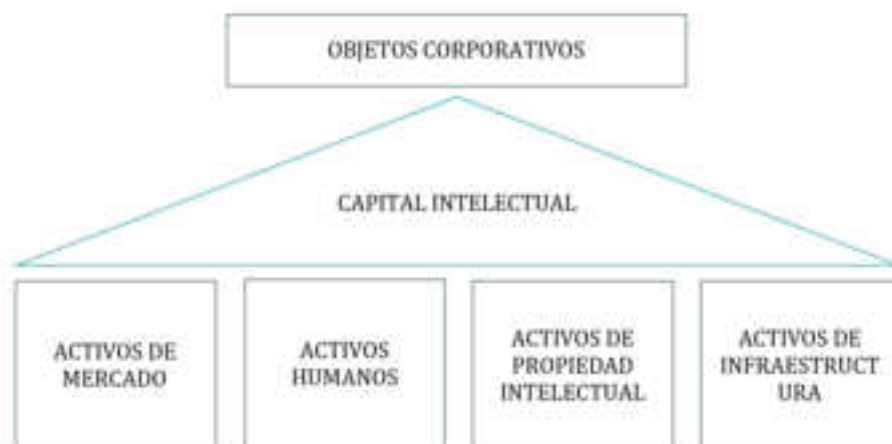 OBJETOS CORPORATIVOS
CAPITAL INTELECTUAL
ACTIVOS DE
MERCADO
ACTIVOS
HUMANOS
ACTIVOS DE
PROPIEDAD
INTELECTUAL
ACTIVOS DE
INFRAESTRUCT
URA